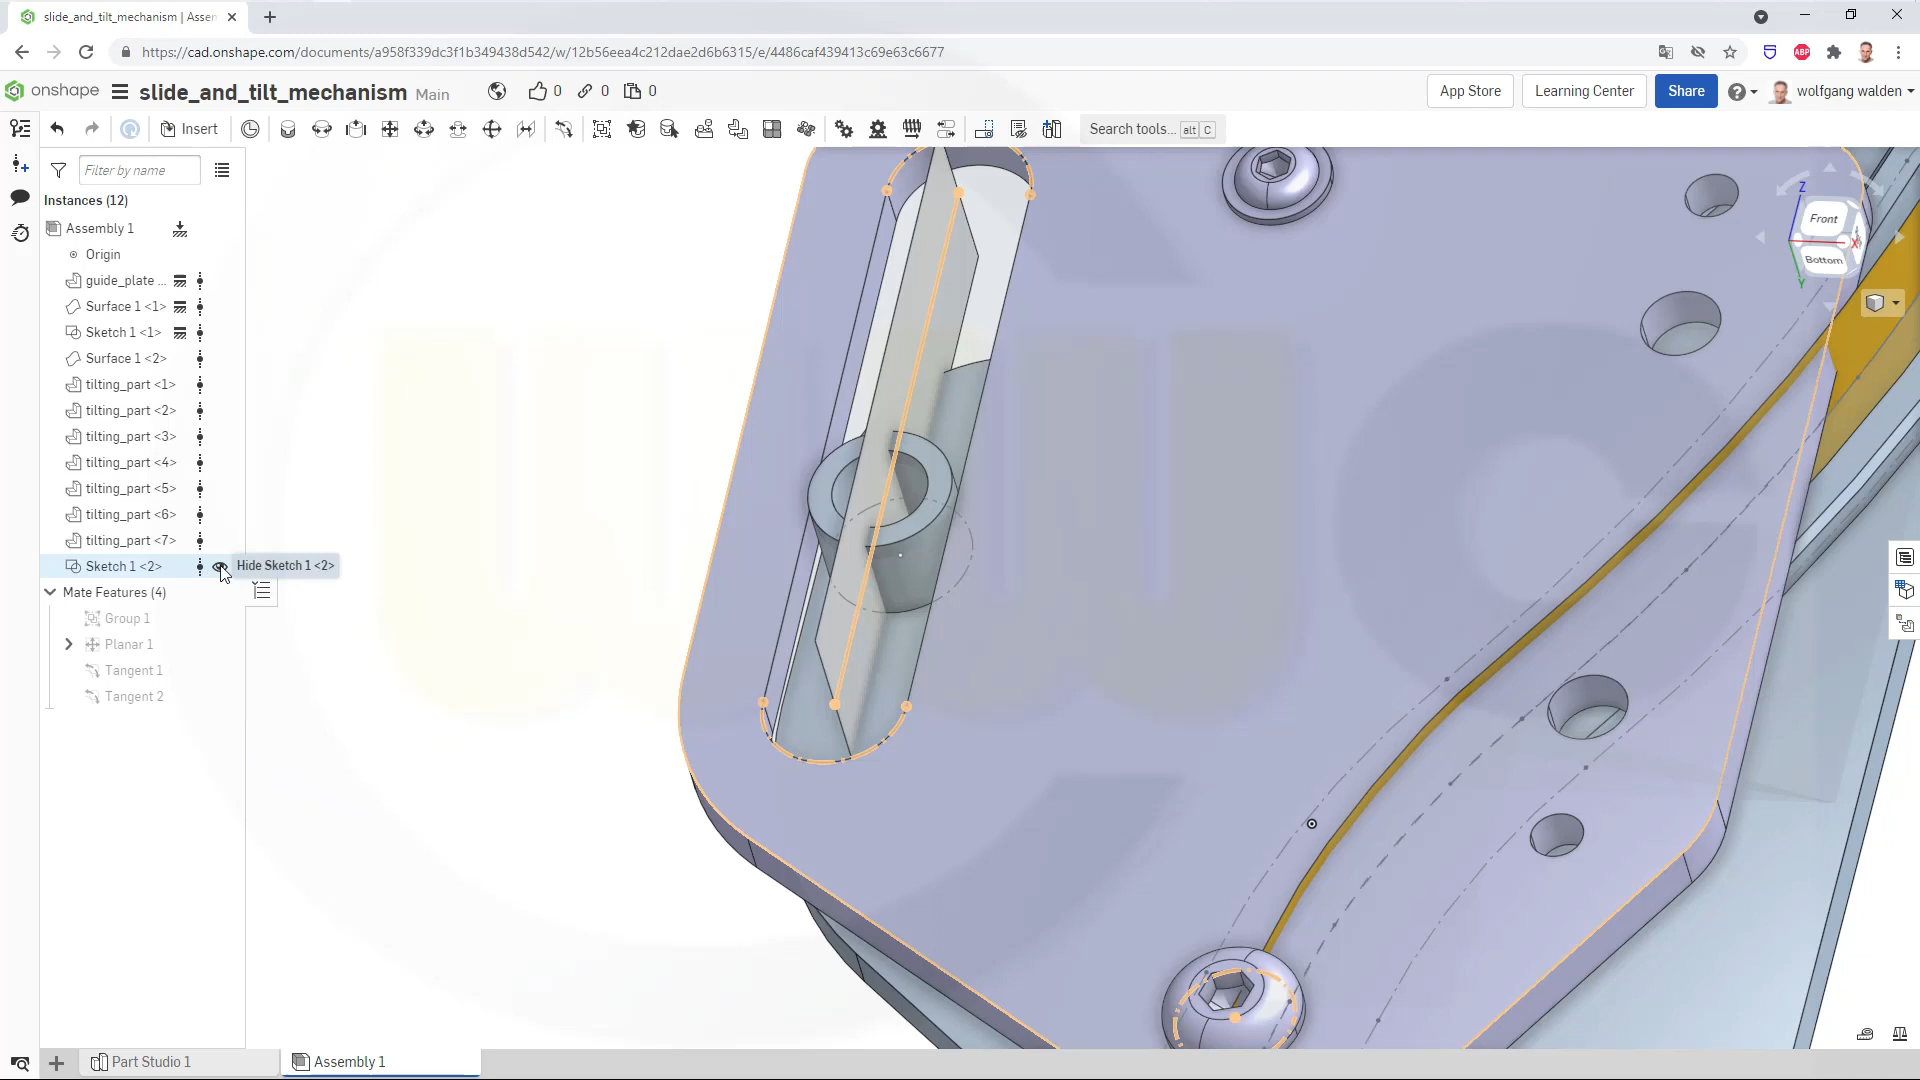 slide_and_tilt_mechanism | Assem
https://cad.onshape.com/documents/a958f339dc3f1b349438d542/w/12b56eea4c212dae2d6b6315/e/4486caf439413c69e63c6677
ABP
onshape
slide_and_tilt_mechanism Main
0 0 0
App Store
Learning Center
Share
wolfgang walden
Insert
Search tools... alt C
Filter by name
Instances (12)
Assembly 1
Origin
guide_plate ...
Surface 1 <1>
Sketch 1 <1>
Surface 1 <2>
tilting_part <1>
tilting_part <2>
tilting_part <3>
tilting_part <4>
tilting_part <5>
tilting_part <6>
tilting_part <7>
Sketch 1 <2>
Hide Sketch 1 <2>
Mate Features (4)
Group 1
Planar 1
Tangent 1
Tangent 2
Z
Front
X
Bottom
Y
Part Studio 1
Assembly 1